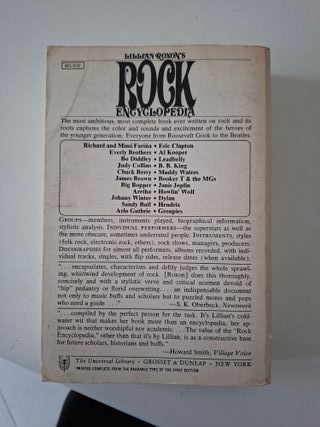 LILLIAN ROXON'S
MUSIC
ROCK
ENCYCLOPEDIA
The most ambitious, most complete book ever written on rock and its
roots captures the color and sounds and excitement of the heroes of
the younger generation: Everyone from Roosevelt Gook to the Beatles.
Richard and Mimi Fariña • Eric Clapton
Everly Brothers • Al Kooper
Bo Diddley • Leadbelly
Judy Collins • B. B. King
Chuck Berry • Muddy Waters
James Brown • Booker T & the MGs
Big Bopper • Janis Joplin
Aretha • Howlin' Wolf
Johnny Winter • Dylan
Sandy Bull • Hendrix
Arlo Guthrie • Groupies
GROUPS—members, instruments played, biographical information,
stylistic analysis. INDIVIDUAL PERFORMERS—the superstars as well as
the more obscure, sometimes underrated people. INSTRUMENTS, styles
(folk rock, electronic rock, others), rock shows, managers, producers.
DISCOGRAPHIES for almost all performers, albums recorded, with indi-
vidual tracks, singles, with flip sides, release dates (when available).
". . . encapsulates, characterizes and deftly judges the whole sprawl-
ing, whirlwind development of rock. [Roxon] does this thoroughly,
concisely and with a stylistic verve and critical acumen devoid of
"hip" pedantry or florid overwriting. . . . an indispensable document
not only to music buffs and scholars but to puzzled moms and pops
who need a guide. . . ."
—S. K. Oberbeck, Newsweek
". . . compiled by the perfect person for the task. It's Lillian's cold-
water wit that makes her book more than an encyclopedia; her ap-
proach is neither worshipful nor academic. . . . The value of the "Rock
Encyclopedia," other than that it's by Lillian, is as a constructive base
for future scholars, historians and buffs."
—Howard Smith, Village Voice
The Universal Library • GROSSET & DUNLAP • NEW YORK
PRINTED COMPLETE FROM THE READABLE TYPE OF THE FIRST EDITION